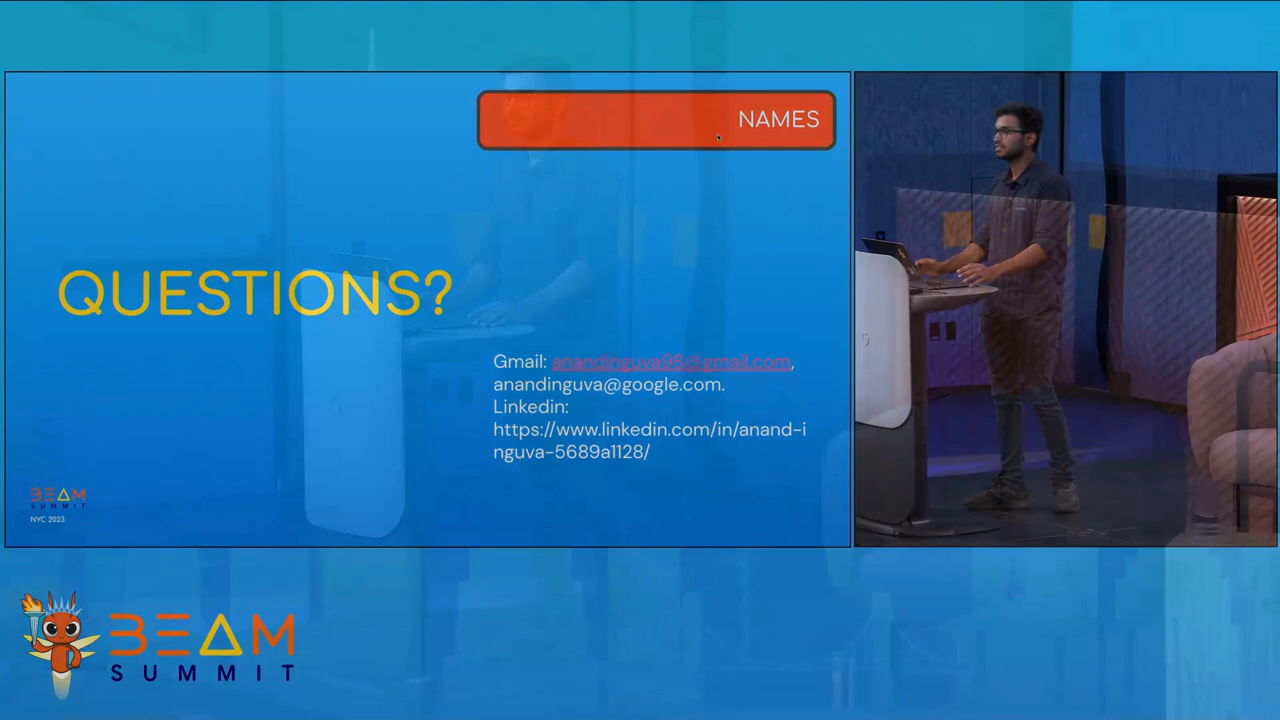 NAMES
QUESTIONS?
Gmail: anandinguva98@gmail.com,
anandinguva@google.com.
Linkedin:
https://www.linkedin.com/in/anand-i
nguva-5689a1128/
BEAM
SUMMIT
NYC 2023
BEAM
SUMMIT